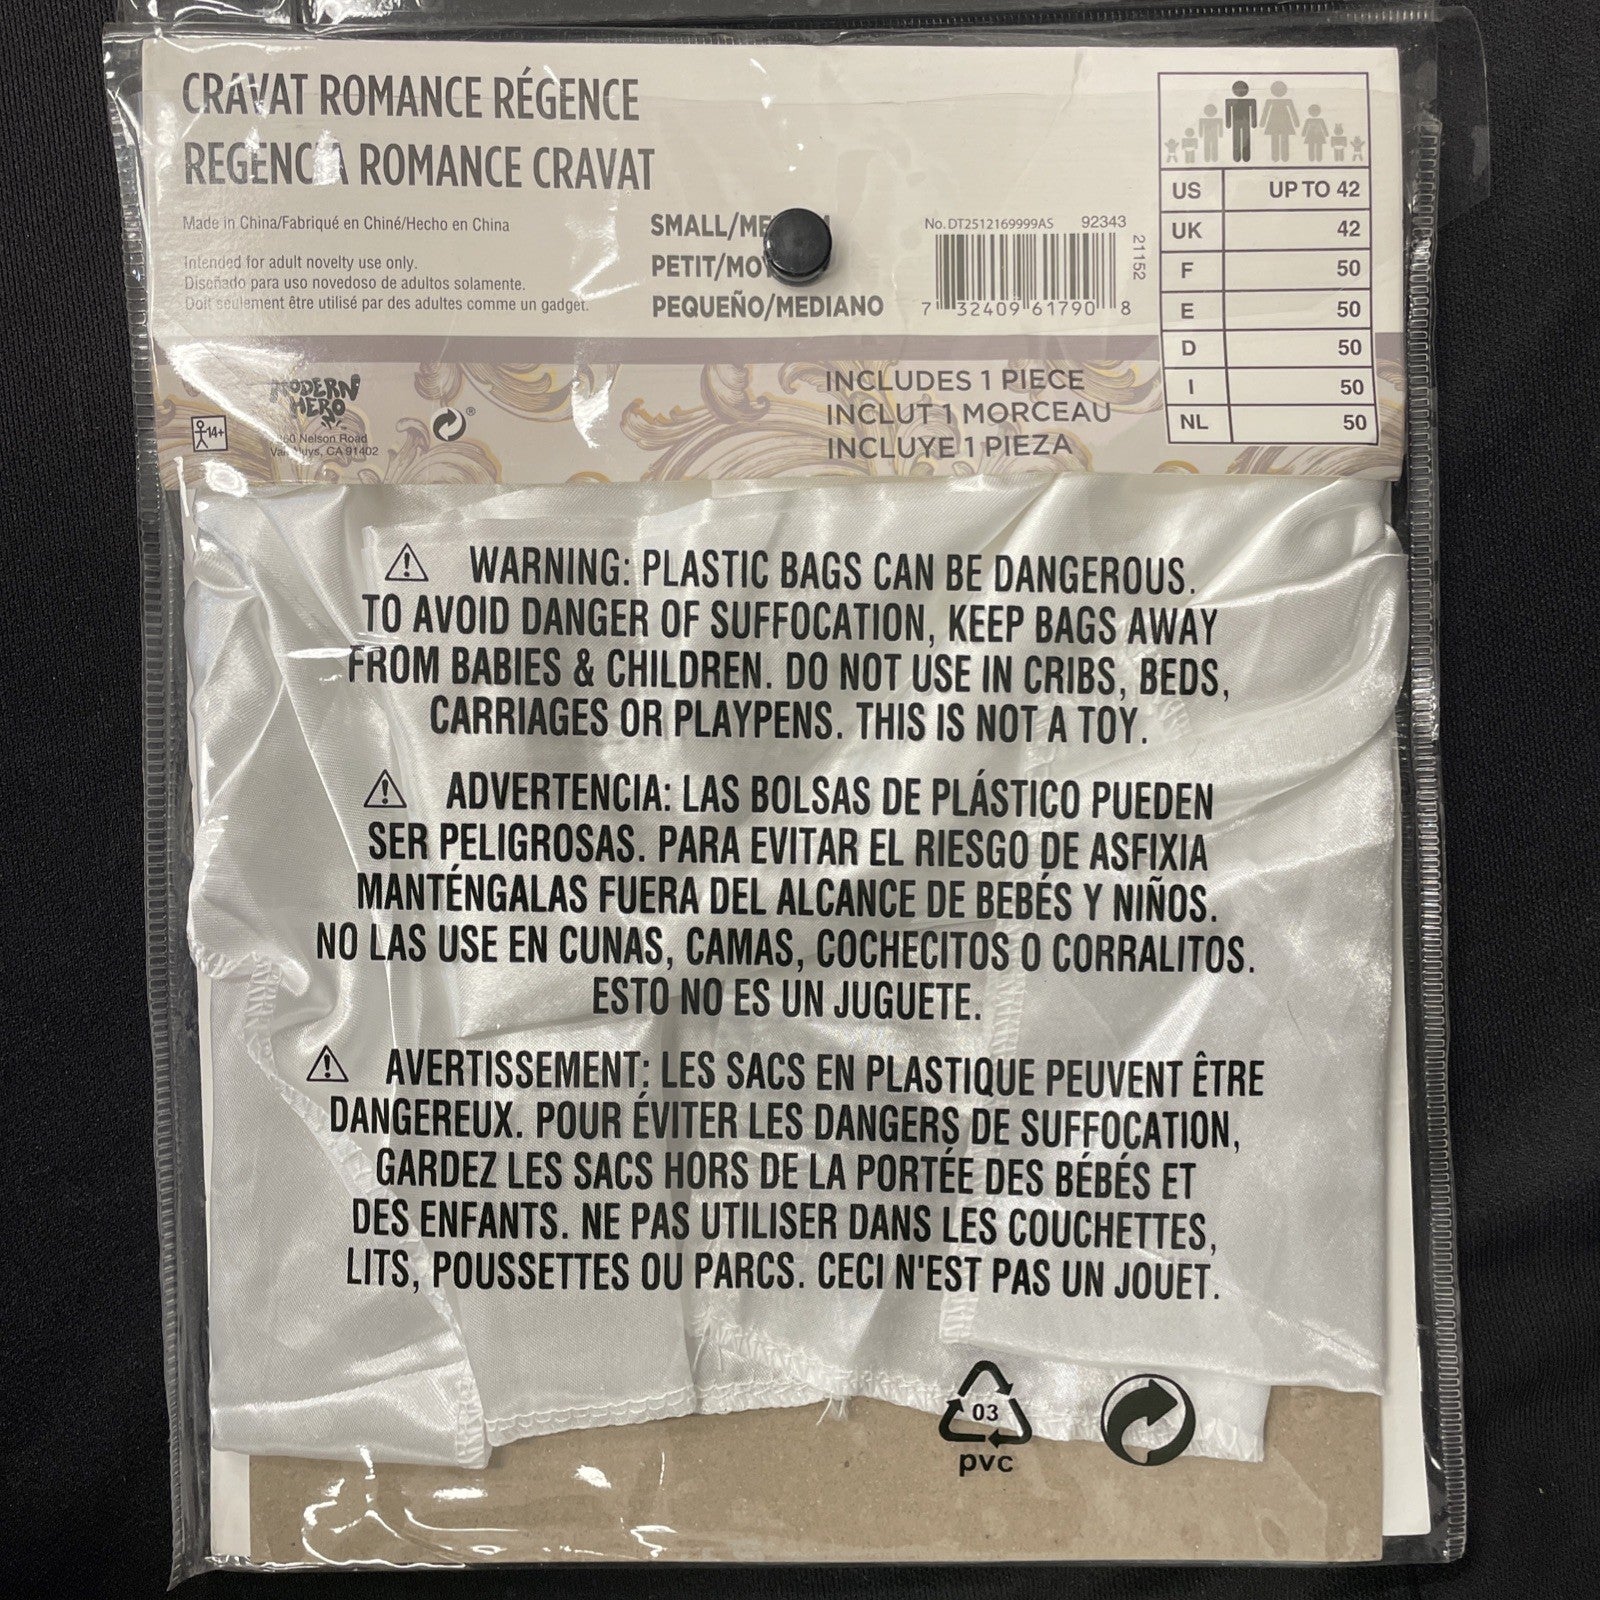 CRAVAT ROMANCE RÉGENCE
REGENCIA ROMANCE CRAVAT
Made in China/Fabriqué en Chiné/Hecho en China
Intended for adult novelty use only.
Diseñado para uso novedoso de adultos solamente.
Doit seulement être utilisé par des adultes comme un gadget.
SMALL/
PETIT/
PEQUEÑO/MEDIANO
No. DT2512169999AS 92343
21152
7 32409 61790 8
US UP TO 42
UK 42
F 50
E 50
D 50
I 50
NL 50
14+
MODERN
HERO
Nelson Road
Van Nuys, CA 91402
®
INCLUDES 1 PIECE
INCLUT 1 MORCEAU
INCLUYE 1 PIEZA
WARNING: PLASTIC BAGS CAN BE DANGEROUS.
TO AVOID DANGER OF SUFFOCATION, KEEP BAGS AWAY
FROM BABIES & CHILDREN. DO NOT USE IN CRIBS, BEDS,
CARRIAGES OR PLAYPENS. THIS IS NOT A TOY.
ADVERTENCIA: LAS BOLSAS DE PLÁSTICO PUEDEN
SER PELIGROSAS. PARA EVITAR EL RIESGO DE ASFIXIA
MANTÉNGALAS FUERA DEL ALCANCE DE BEBÉS Y NIÑOS.
NO LAS USE EN CUNAS, CAMAS, COCHECITOS O CORRALITOS.
ESTO NO ES UN JUGUETE.
AVERTISSEMENT: LES SACS EN PLASTIQUE PEUVENT ÊTRE
DANGEREUX. POUR ÉVITER LES DANGERS DE SUFFOCATION,
GARDEZ LES SACS HORS DE LA PORTÉE DES BÉBÉS ET
DES ENFANTS. NE PAS UTILISER DANS LES COUCHETTES,
LITS, POUSSETTES OU PARCS. CECI N'EST PAS UN JOUET.
03
pvc